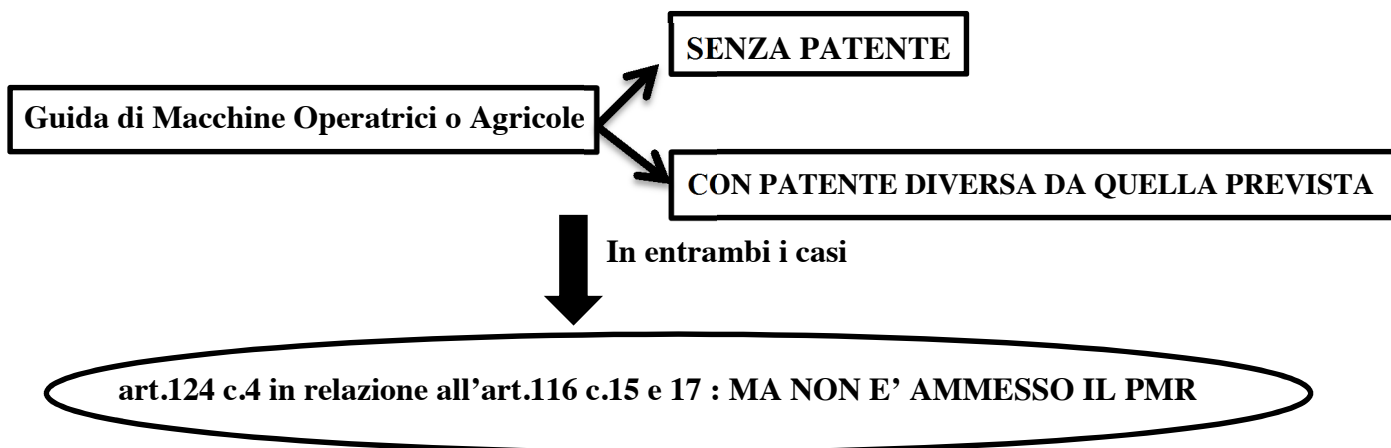 SENZA PATENTE
Guida di Macchine Operatrici o Agricole
CON PATENTE DIVERSA DA QUELLA PREVISTA
In entrambi i casi
art.124 c.4 in relazione all’art.116 c.15 e 17 : MA NON E’ AMMESSO IL PMR